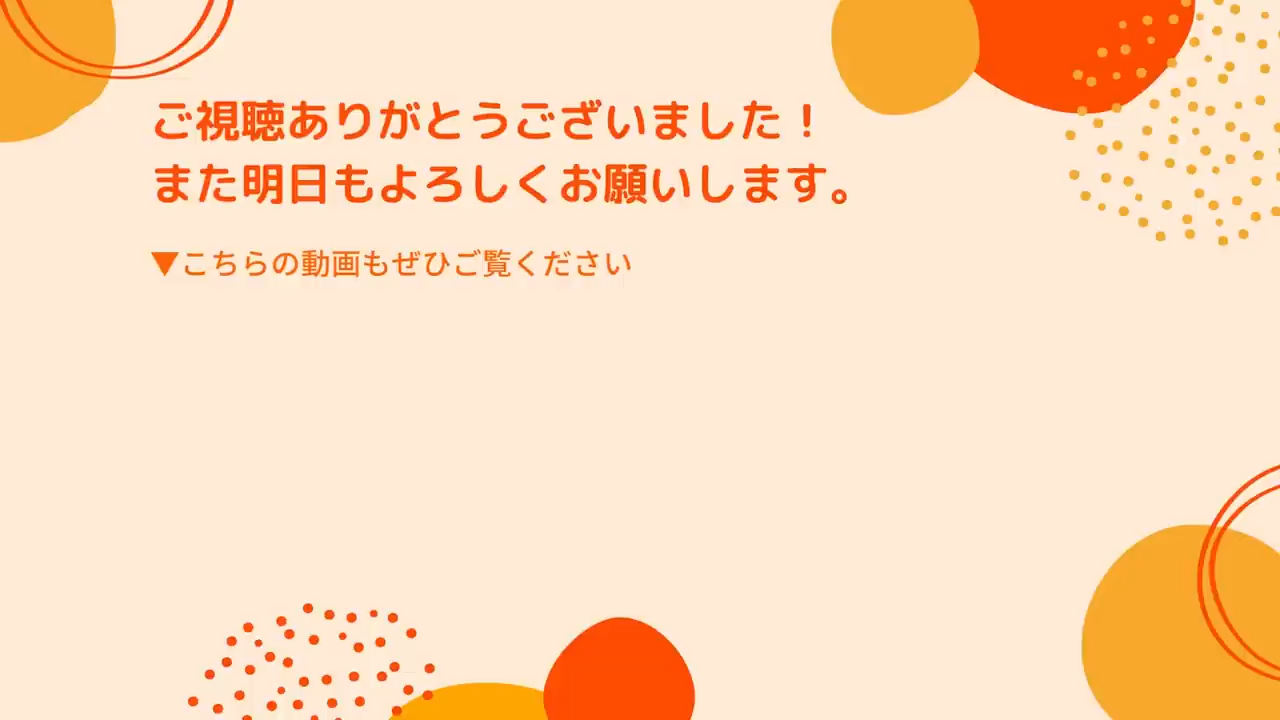 ご視聴ありがとうございました！
また明日もよろしくお願いします。
▼こちらの動画もぜひご覧ください